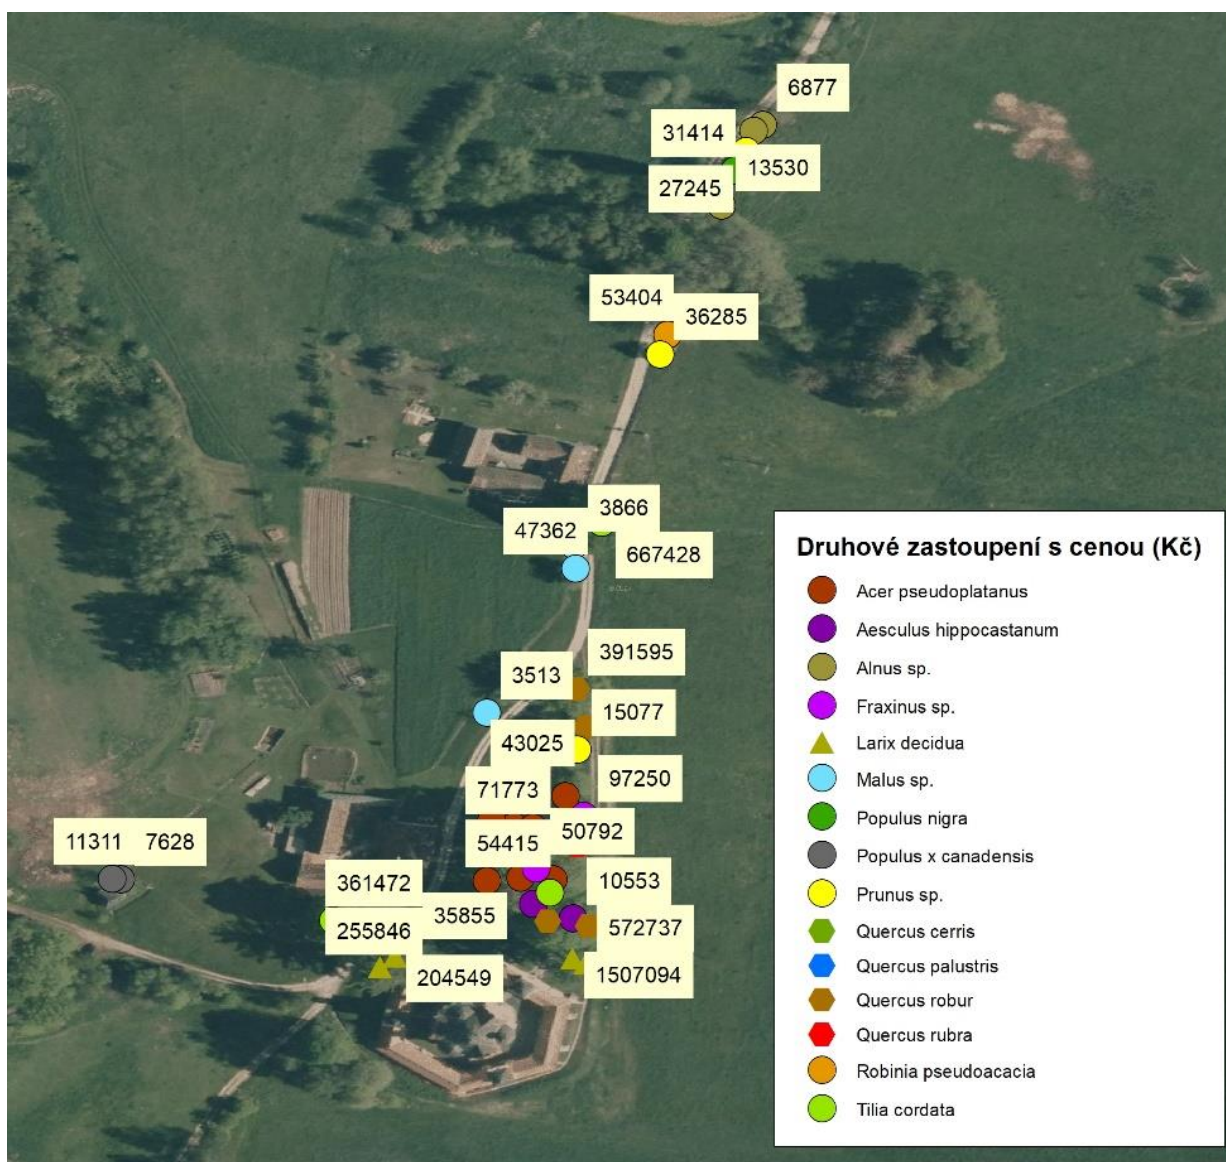 6877
31414
13530
27245
53404
36285
3866
47362
667428
391595
3513
15077
43025
97250
71773
50792
54415
11311
7628
361472
10553
35855
255846
572737
204549
1507094
Druhové zastoupení s cenou (Kč)
Acer pseudoplatanus
Aesculus hippocastanum
Alnus sp.
Fraxinus sp.
Larix decidua
Malus sp.
Populus nigra
Populus x canadensis
Prunus sp.
Quercus cerris
Quercus palustris
Quercus robur
Quercus rubra
Robinia pseudoacacia
Tilia cordata